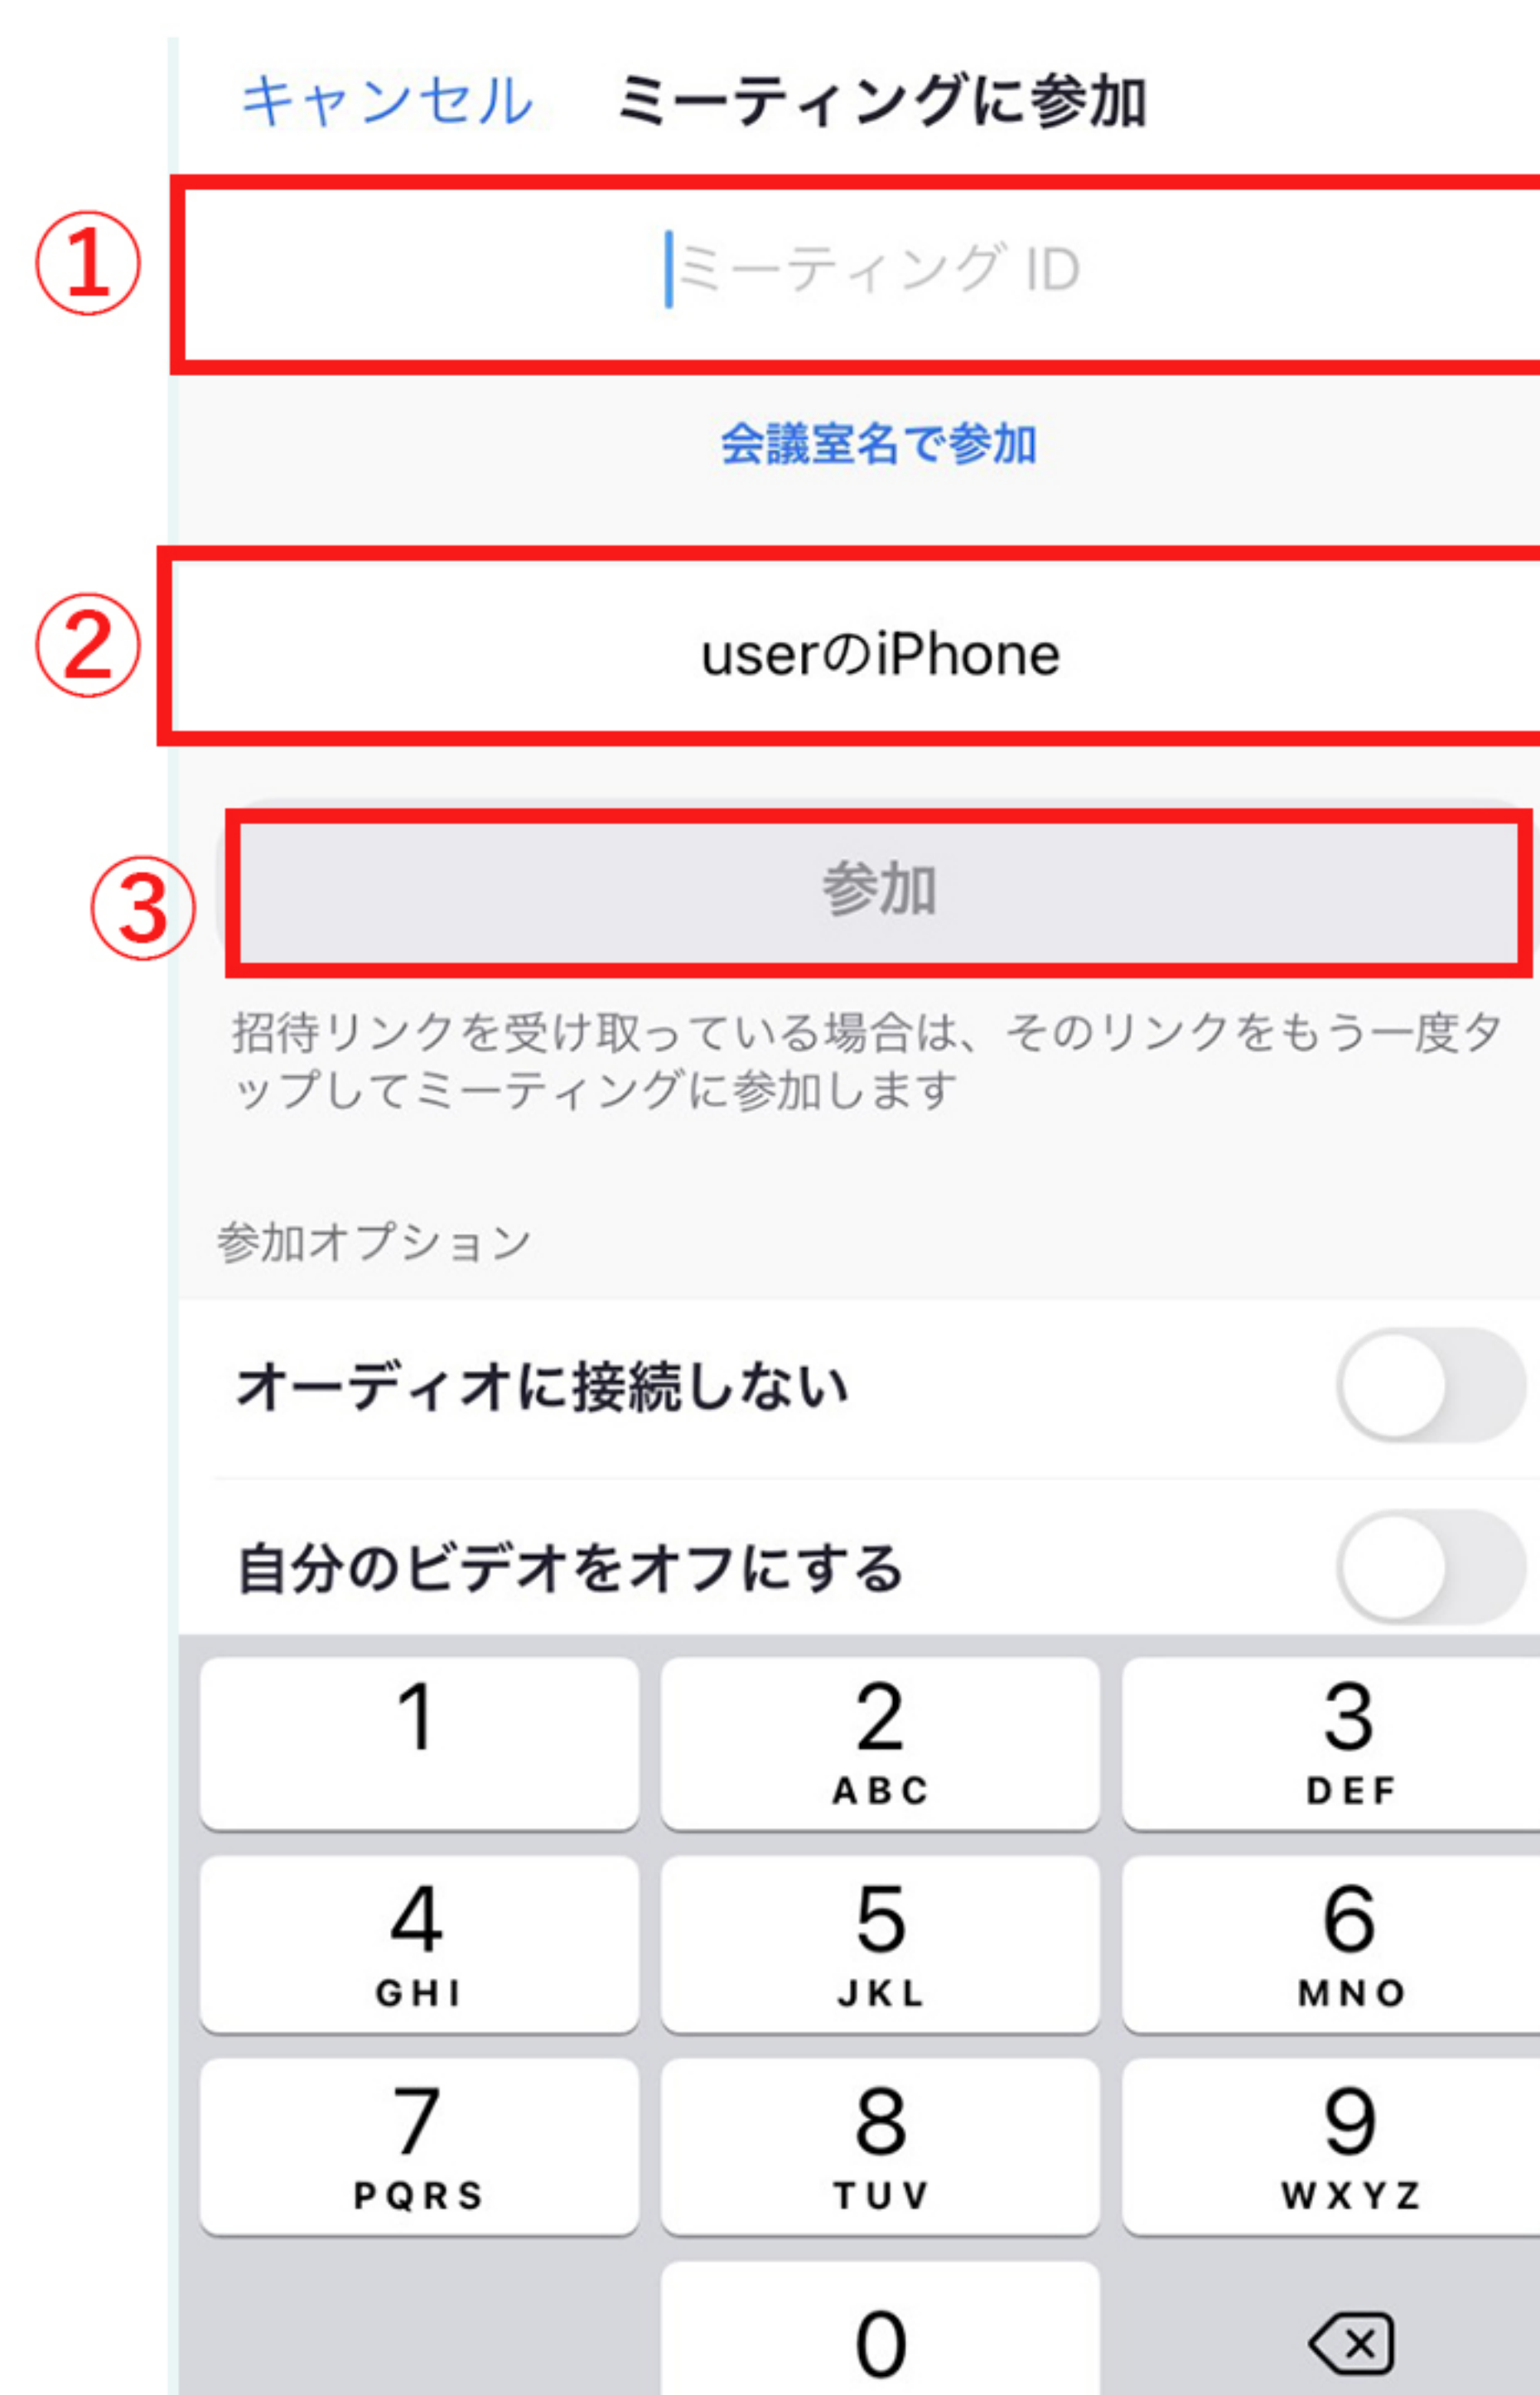 キャンセル ミーティングに参加
① ミーティング ID
会議室名で参加
② userのiPhone
③ 参加
招待リンクを受け取っている場合は、そのリンクをもう一度タ
ップしてミーティングに参加します
参加オプション
オーディオに接続しない
自分のビデオをオフにする
1 2 3
ABC DEF
4 5 6
GHI JKL MNO
7 8 9
PQRS TUV WXYZ
0